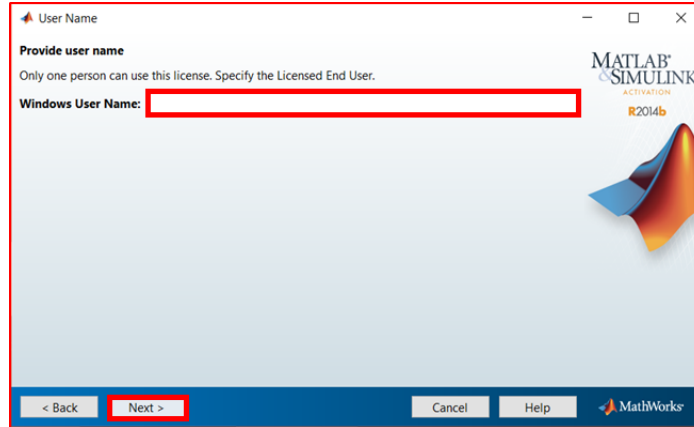 User Name
Provide user name
Only one person can use this license. Specify the Licensed End User.
Windows User Name:
MATLAB®
&SIMULINK
ACTIVATION
R2014b
< Back
Next >
Cancel
Help
MathWorks®